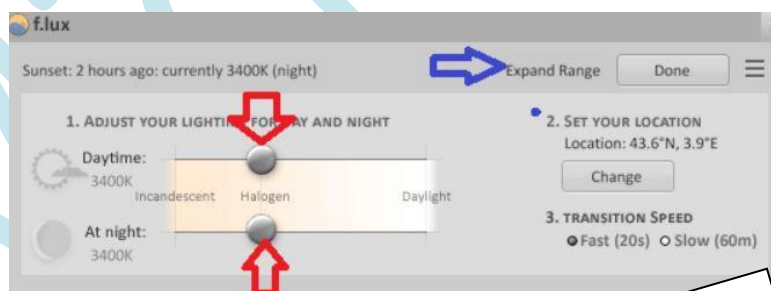 f.lux
Sunset: 2 hours ago: currently 3400K (night)
Expand Range
Done
1. ADJUST YOUR LIGHTING FOR DAY AND NIGHT
Daytime:
3400K
Incandescent Halogen Daylight
At night:
3400K
2. SET YOUR LOCATION
Location: 43.6°N, 3.9°E
Change
3. TRANSITION SPEED
Fast (20s) Slow (60m)